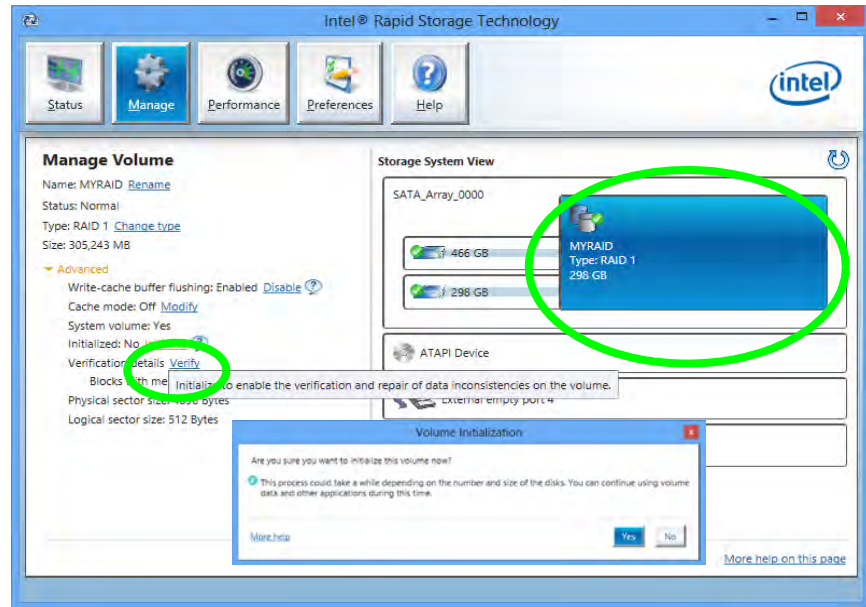 Intel® Rapid Storage Technology
Status
Manage
Performance
Preferences
Help
intel
Manage Volume
Name: MYRAID Rename
Status: Normal
Type: RAID 1 Change type
Size: 305,243 MB
Advanced
Write-cache buffer flushing: Enabled Disable ?
Cache mode: Off Modify
System volume: Yes
Initialized: No
Verification details Verify
Blocks with me
Initialize to enable the verification and repair of data inconsistencies on the volume.
Physical sector size: 4096 Bytes
Logical sector size: 512 Bytes
Storage System View
SATA_Array_0000
466 GB
298 GB
MYRAID
Type: RAID 1
298 GB
ATAPI Device
External empty port 4
Volume Initialization
Are you sure you want to initialize this volume now?
This process could take a while depending on the number and size of the disks. You can continue using volume
data and other applications during this time.
More help
Yes
No
More help on this page